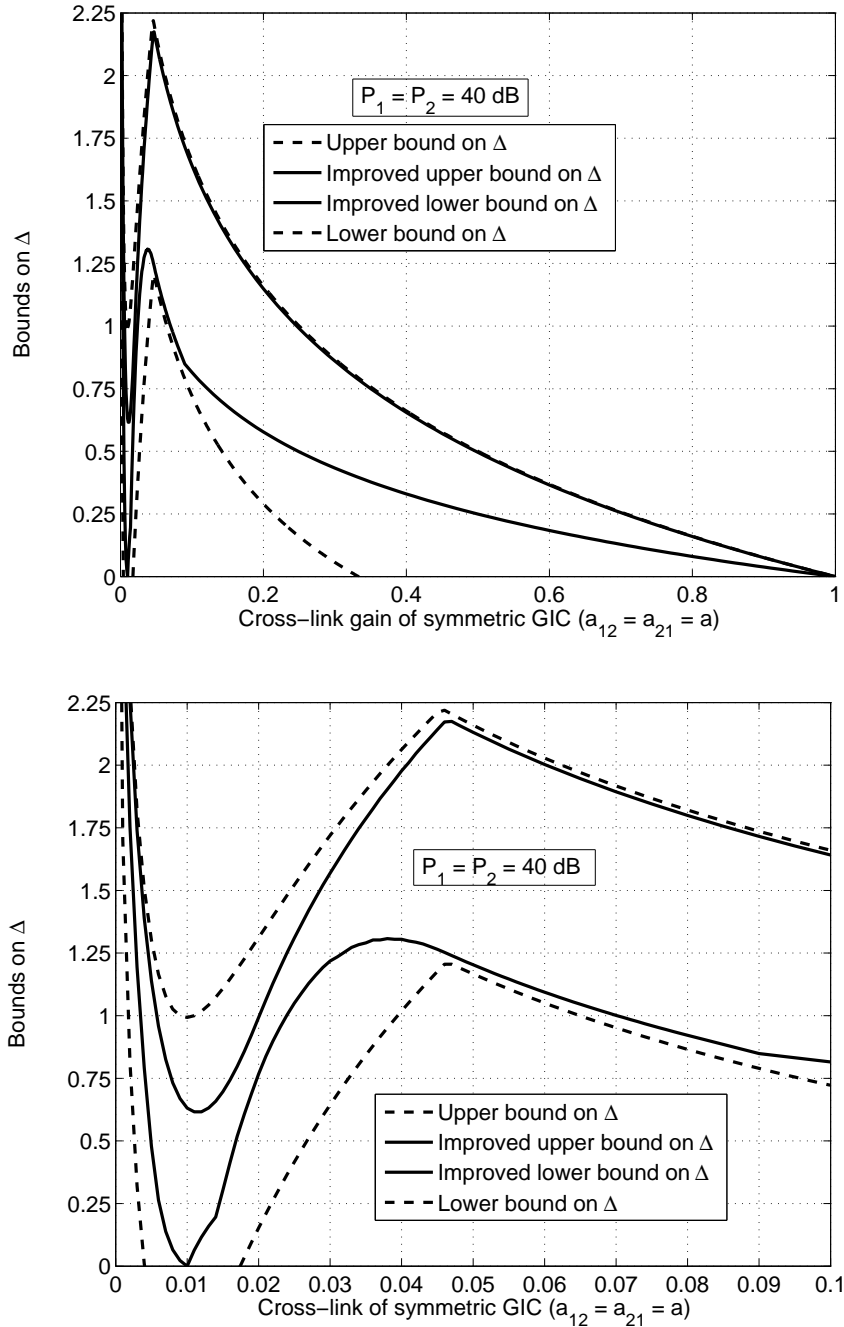 2.25
2
1.75
1.5
1.25
1
0.75
0.5
0.25
0
Bounds on Δ
P1 = P2 = 40 dB
Upper bound on Δ
Improved upper bound on Δ
Improved lower bound on Δ
Lower bound on Δ
0 0.2 0.4 0.6 0.8 1
Cross−link gain of symmetric GIC (a12 = a21 = a)
2.25
2
1.75
1.5
1.25
1
0.75
0.5
0.25
0
Bounds on Δ
P1 = P2 = 40 dB
Upper bound on Δ
Improved upper bound on Δ
Improved lower bound on Δ
Lower bound on Δ
0 0.01 0.02 0.03 0.04 0.05 0.06 0.07 0.08 0.09 0.1
Cross−link of symmetric GIC (a12 = a21 = a)